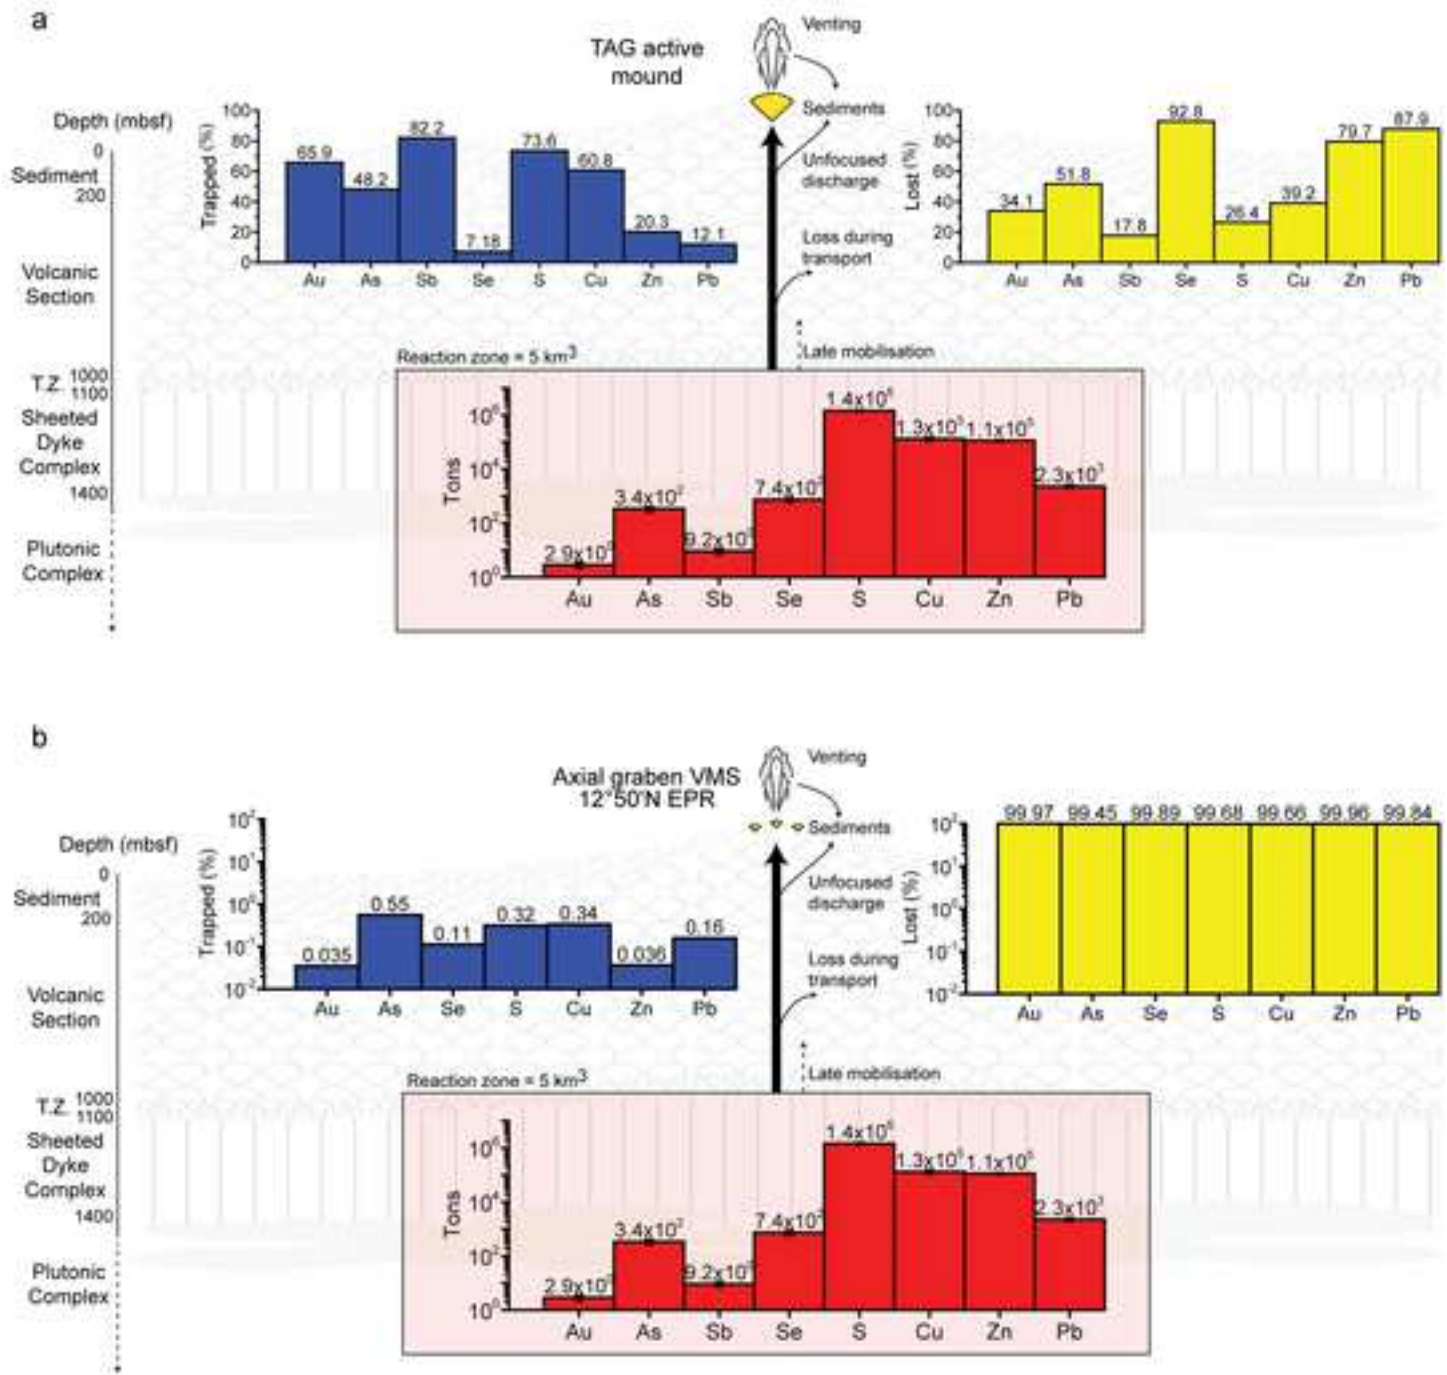 a
TAG active
mound
Venting
Sediments
Unfocused
discharge
Loss during
transport
Late mobilisation
Depth (mbsf)
0
Sediment
200
Volcanic
Section
T.Z.
1000
1100
Sheeted
Dyke
Complex
1400
Plutonic
Complex
Trapped (%)
100
80
60
40
20
0
65.9
48.2
82.2
7.18
73.6
60.8
20.3
12.1
Au As Sb Se S Cu Zn Pb
Lost (%)
100
80
60
40
20
0
34.1
51.8
17.8
92.8
26.4
39.2
79.7
87.9
Au As Sb Se S Cu Zn Pb
Reaction zone = 5 km³
Tons
10⁶
10⁴
10²
10⁰
2.9x10⁰
3.4x10²
9.2x10⁰
7.4x10²
1.4x10⁶
1.3x10⁵
1.1x10⁵
2.3x10³
Au As Sb Se S Cu Zn Pb
b
Axial graben VMS
12°50'N EPR
Venting
Sediments
Unfocused
discharge
Loss during
transport
Late mobilisation
Depth (mbsf)
0
Sediment
200
Volcanic
Section
T.Z.
1000
1100
Sheeted
Dyke
Complex
1400
Plutonic
Complex
Trapped (%)
10²
10¹
10⁰
10⁻¹
10⁻²
0.035
0.55
0.11
0.32
0.34
0.036
0.16
Au As Se S Cu Zn Pb
Lost (%)
10²
10¹
10⁰
10⁻¹
10⁻²
99.97 99.45 99.89 99.68 99.66 99.96 99.84
Au As Se S Cu Zn Pb
Reaction zone = 5 km³
Tons
10⁶
10⁴
10²
10⁰
2.9x10⁰
3.4x10²
9.2x10⁰
7.4x10²
1.4x10⁶
1.3x10⁵
1.1x10⁵
2.3x10³
Au As Sb Se S Cu Zn Pb